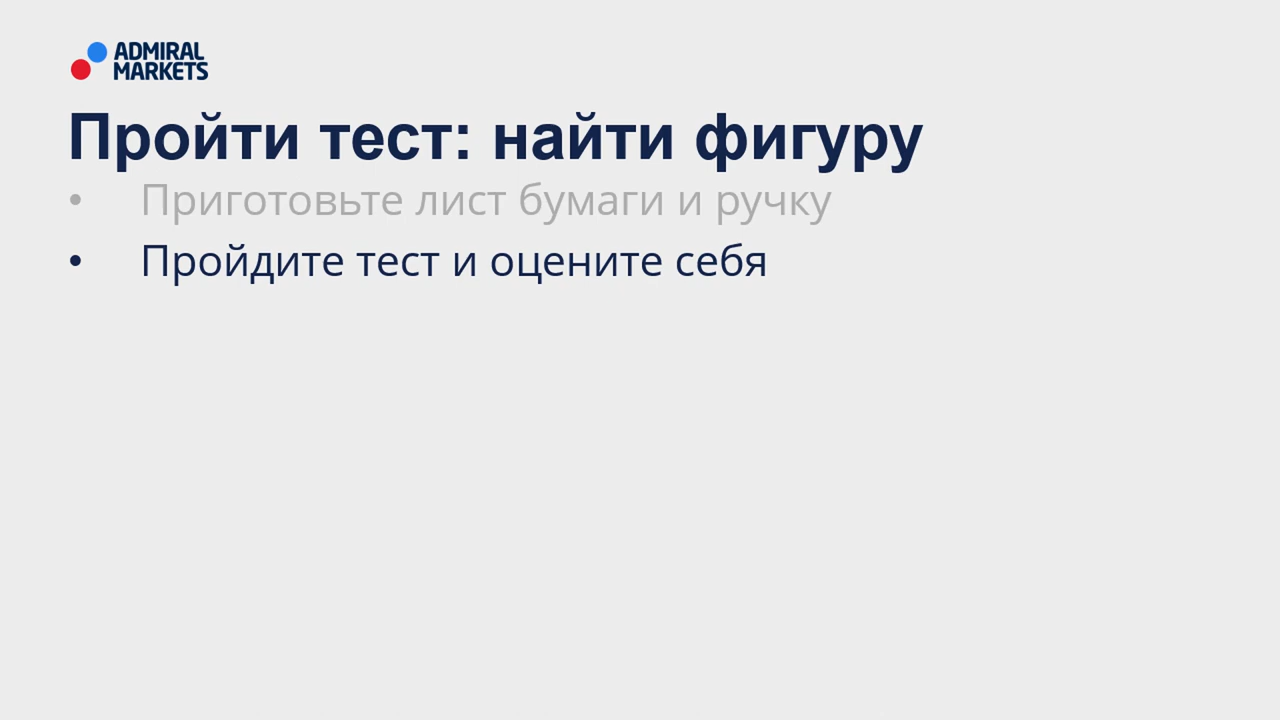 ADMIRAL
MARKETS
Пройти тест: найти фигуру
• Приготовьте лист бумаги и ручку
• Пройдите тест и оцените себя